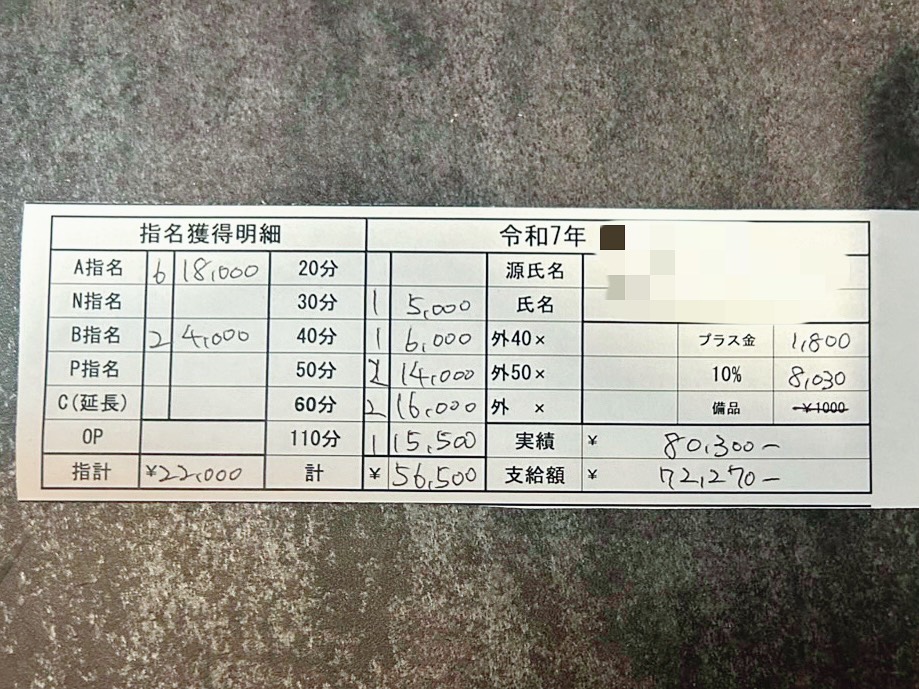 指名獲得明細 令和7年
A指名 6 18,000 20分 源氏名
N指名 30分 1 5,000 氏名
B指名 2 4,000 40分 1 6,000 外40× プラス金 1,800
P指名 50分 2 14,000 外50× 10% 8,030
C(延長) 60分 2 16,000 外 × 備品 ¥1000
OP 110分 1 15,500 実績 ¥ 80,300-
指計 ¥22,000 計 ¥ 56,500 支給額 ¥ 72,270-